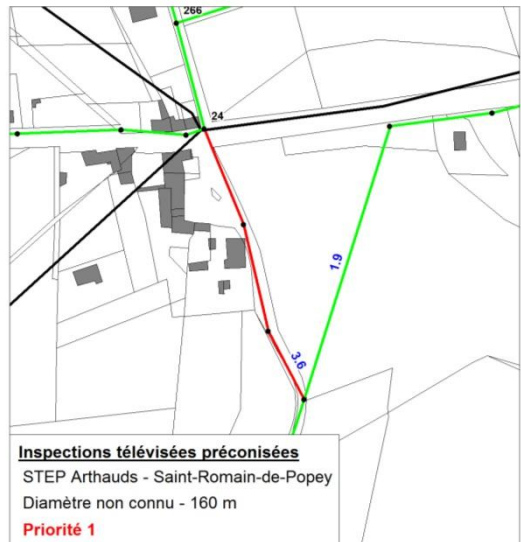 266
24
1.9
3.6
Inspections télévisées préconisées
STEP Arthauds - Saint-Romain-de-Popey
Diamètre non connu - 160 m
Priorité 1